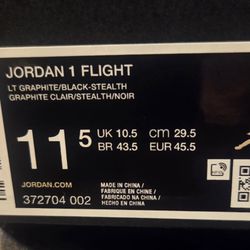 JORDAN 1 FLIGHT
LT GRAPHITE/BLACK-STEALTH
GRAPHITE CLAIR/STEALTH/NOIR
11 5
UK 10.5 cm 29.5
BR 43.5 EUR 45.5
JORDAN.COM
372704 002
MADE IN CHINA /
FABRIQUÉ EN CHINE /
FABRICADO EN CHINA /
HECHO EN CHINA